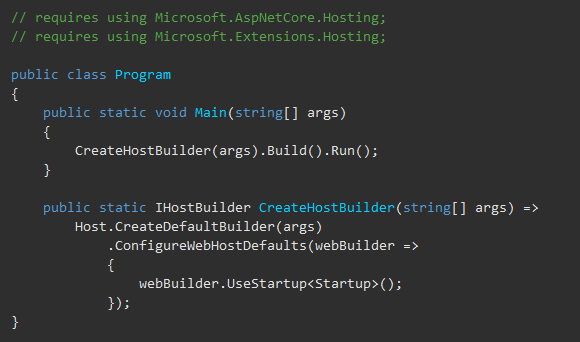 // requires using Microsoft.AspNetCore.Hosting;
// requires using Microsoft.Extensions.Hosting;

public class Program
{
    public static void Main(string[] args)
    {
        CreateHostBuilder(args).Build().Run();
    }

    public static IHostBuilder CreateHostBuilder(string[] args) =>
        Host.CreateDefaultBuilder(args)
            .ConfigureWebHostDefaults(webBuilder =>
            {
                webBuilder.UseStartup<Startup>();
            });
}